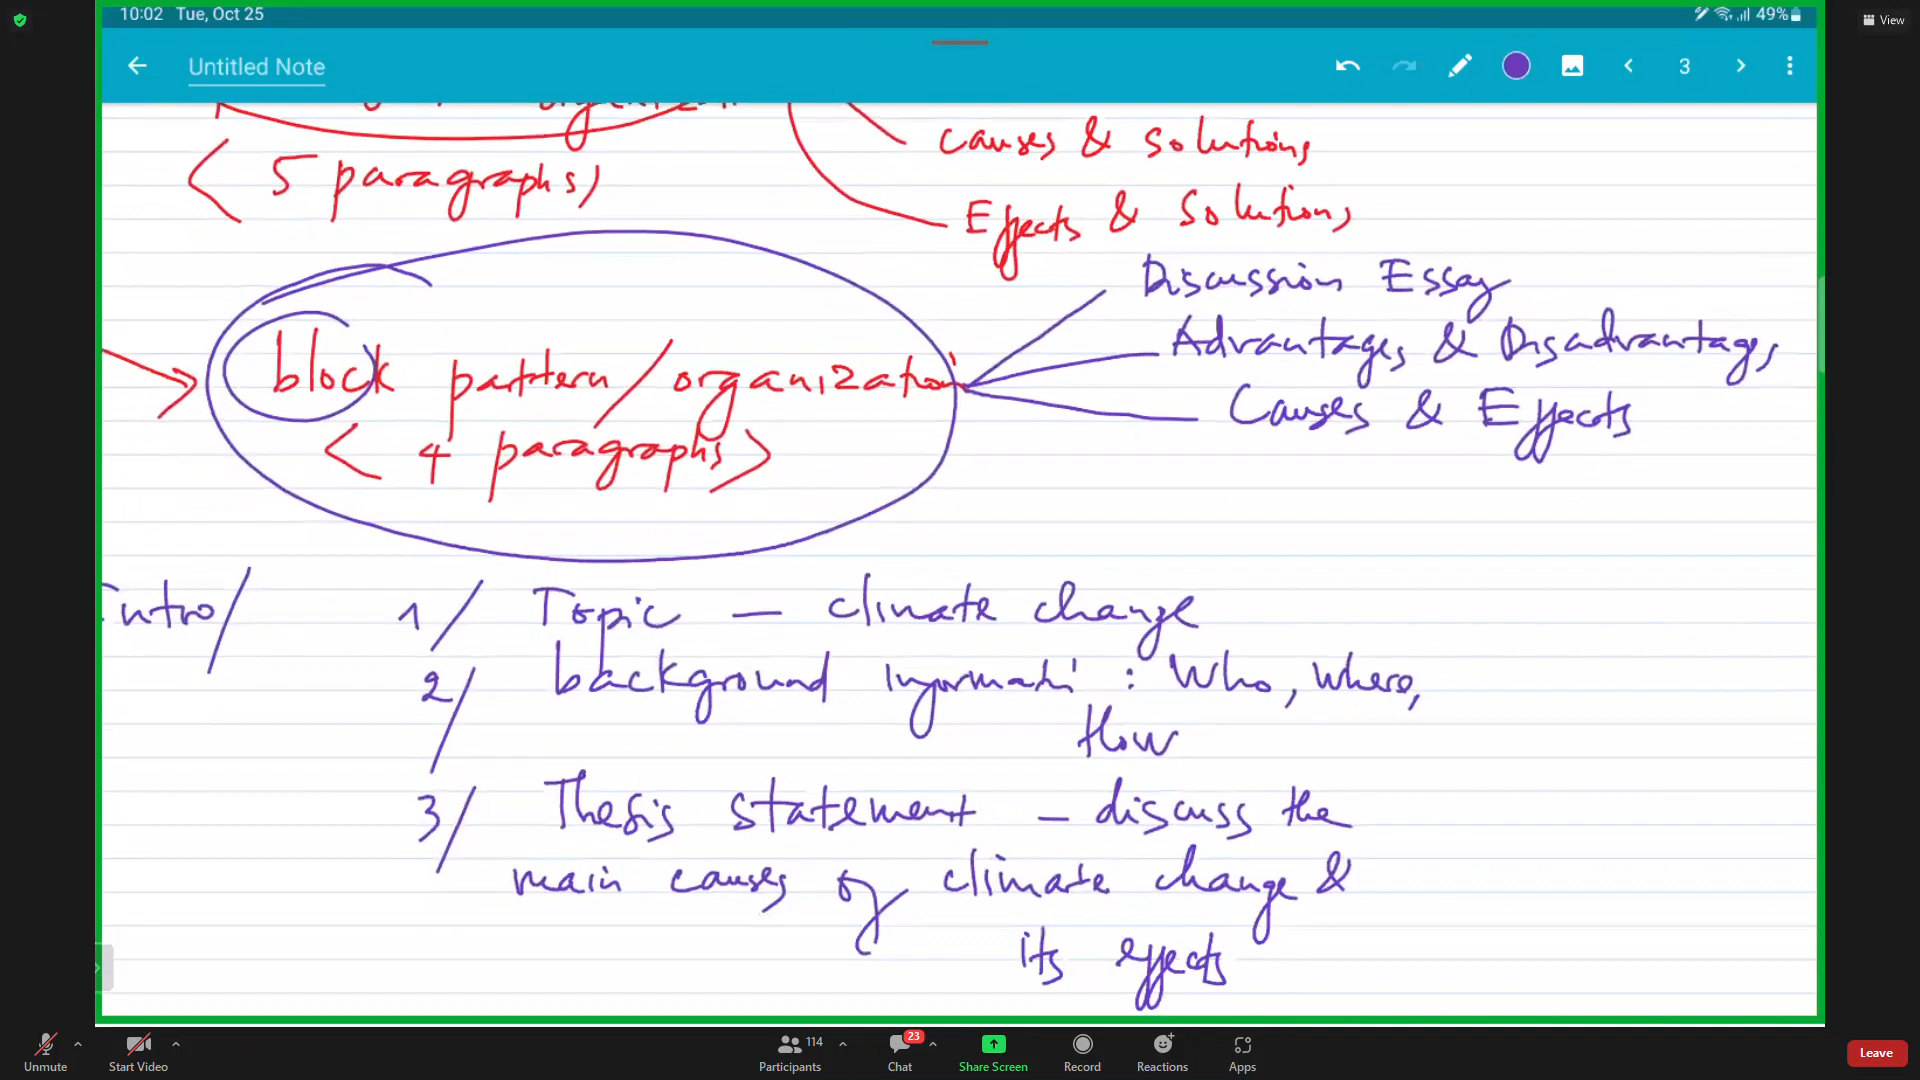 10:02 Tue, Oct 25
49%
View
Untitled Note
3
causes & solutions
< 5 paragraphs)
Effects & Solutions
Discussion Essay
Advantages & Disadvantages
block parttern / organization
Causes & Effects
< 4 paragraphs >
Intro/
1/ Topic — climate change
2/ background : Who, where,
How
3/ Thesis statement – discuss the
main causes of climate change &
its effects
Unmute
Start Video
114
Participants
23
Chat
Share Screen
Record
Reactions
Apps
Leave